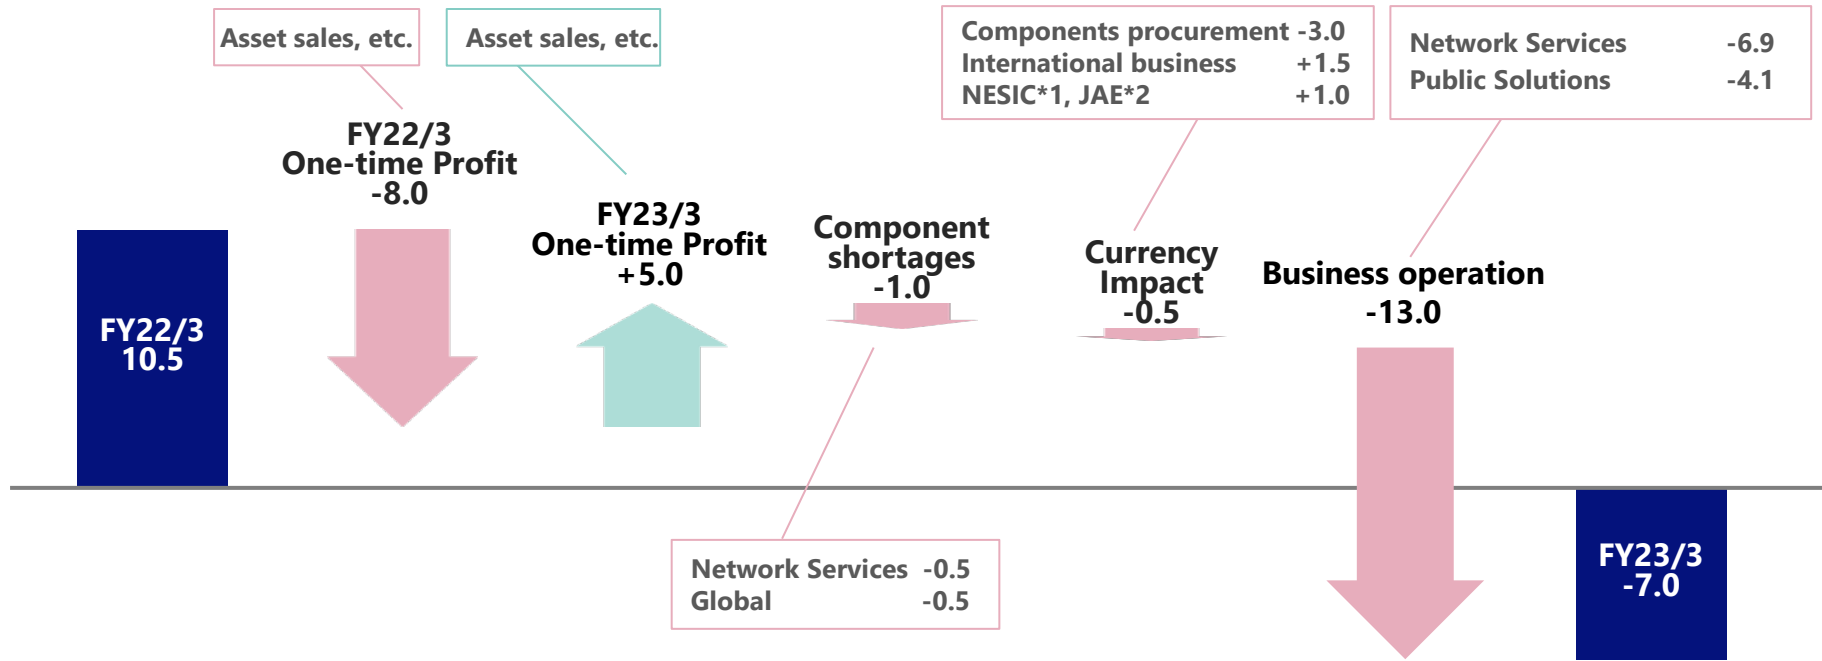 Asset sales, etc.
Asset sales, etc.
Components procurement -3.0
International business +1.5
NESIC*1, JAE*2 +1.0
Network Services -6.9
Public Solutions -4.1
FY22/3
One-time Profit
-8.0
FY23/3
One-time Profit
+5.0
Component
shortages
-1.0
Currency
Impact
-0.5
Business operation
-13.0
FY22/3
10.5
Network Services -0.5
Global -0.5
FY23/3
-7.0